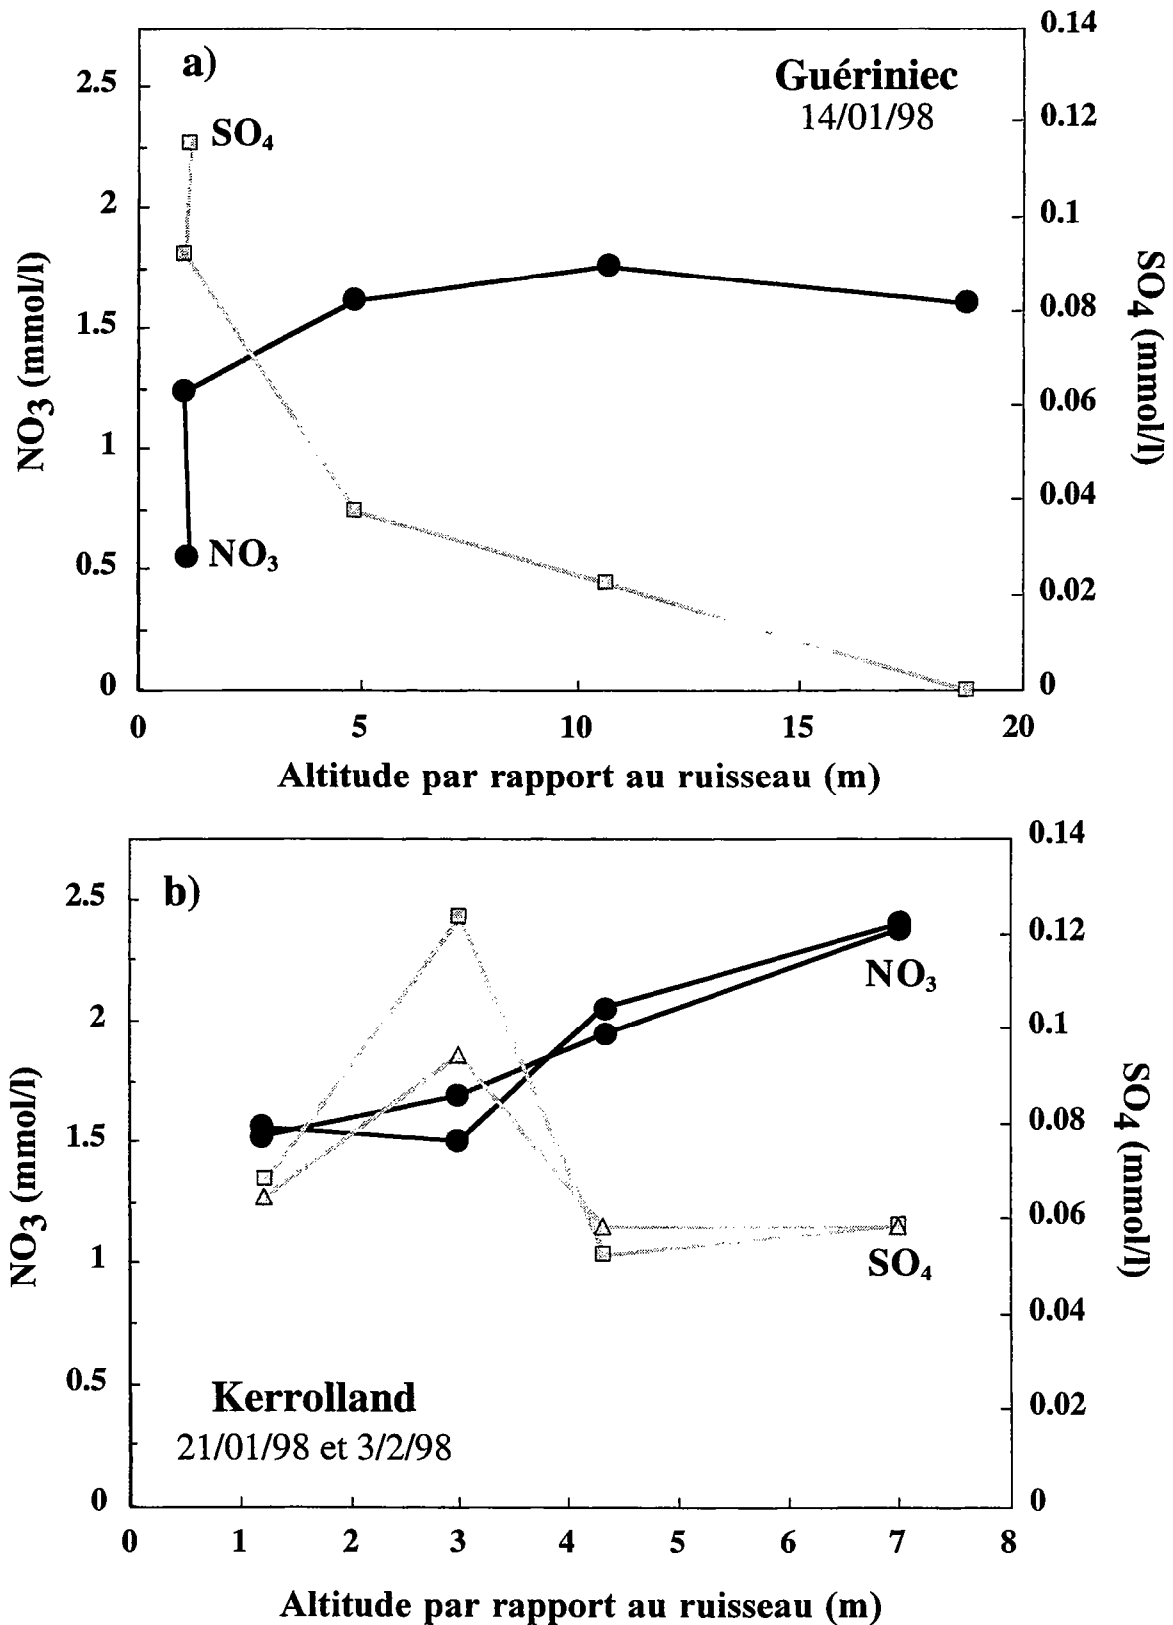 a)
Guériniec
14/01/98
SO4
NO3
2.5
2
1.5
1
0.5
0
0.14
0.12
0.1
0.08
0.06
0.04
0.02
0
NO3 (mmol/l)
SO4 (mmol/l)
0 5 10 15 20
Altitude par rapport au ruisseau (m)
b)
NO3
SO4
Kerrolland
21/01/98 et 3/2/98
2.5
2
1.5
1
0.5
0
0.14
0.12
0.1
0.08
0.06
0.04
0.02
0
NO3 (mmol/l)
SO4 (mmol/l)
0 1 2 3 4 5 6 7 8
Altitude par rapport au ruisseau (m)